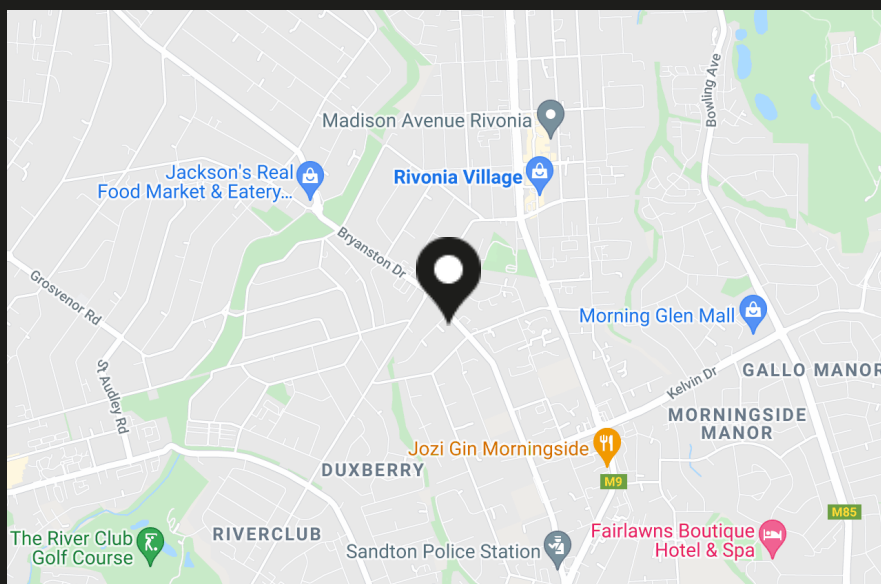 Bowling Ave
Madison Avenue Rivonia
Jackson's Real
Food Market & Eatery...
Rivonia Village
Bryanston Dr
Grosvenor Rd
Morning Glen Mall
St Audley Rd
Kelvin Dr
GALLO MANOR
MORNINGSIDE
MANOR
Jozi Gin Morningside
DUXBERRY
M9
M85
The River Club
Golf Course
RIVERCLUB
Sandton Police Station
Fairlawns Boutique
Hotel & Spa